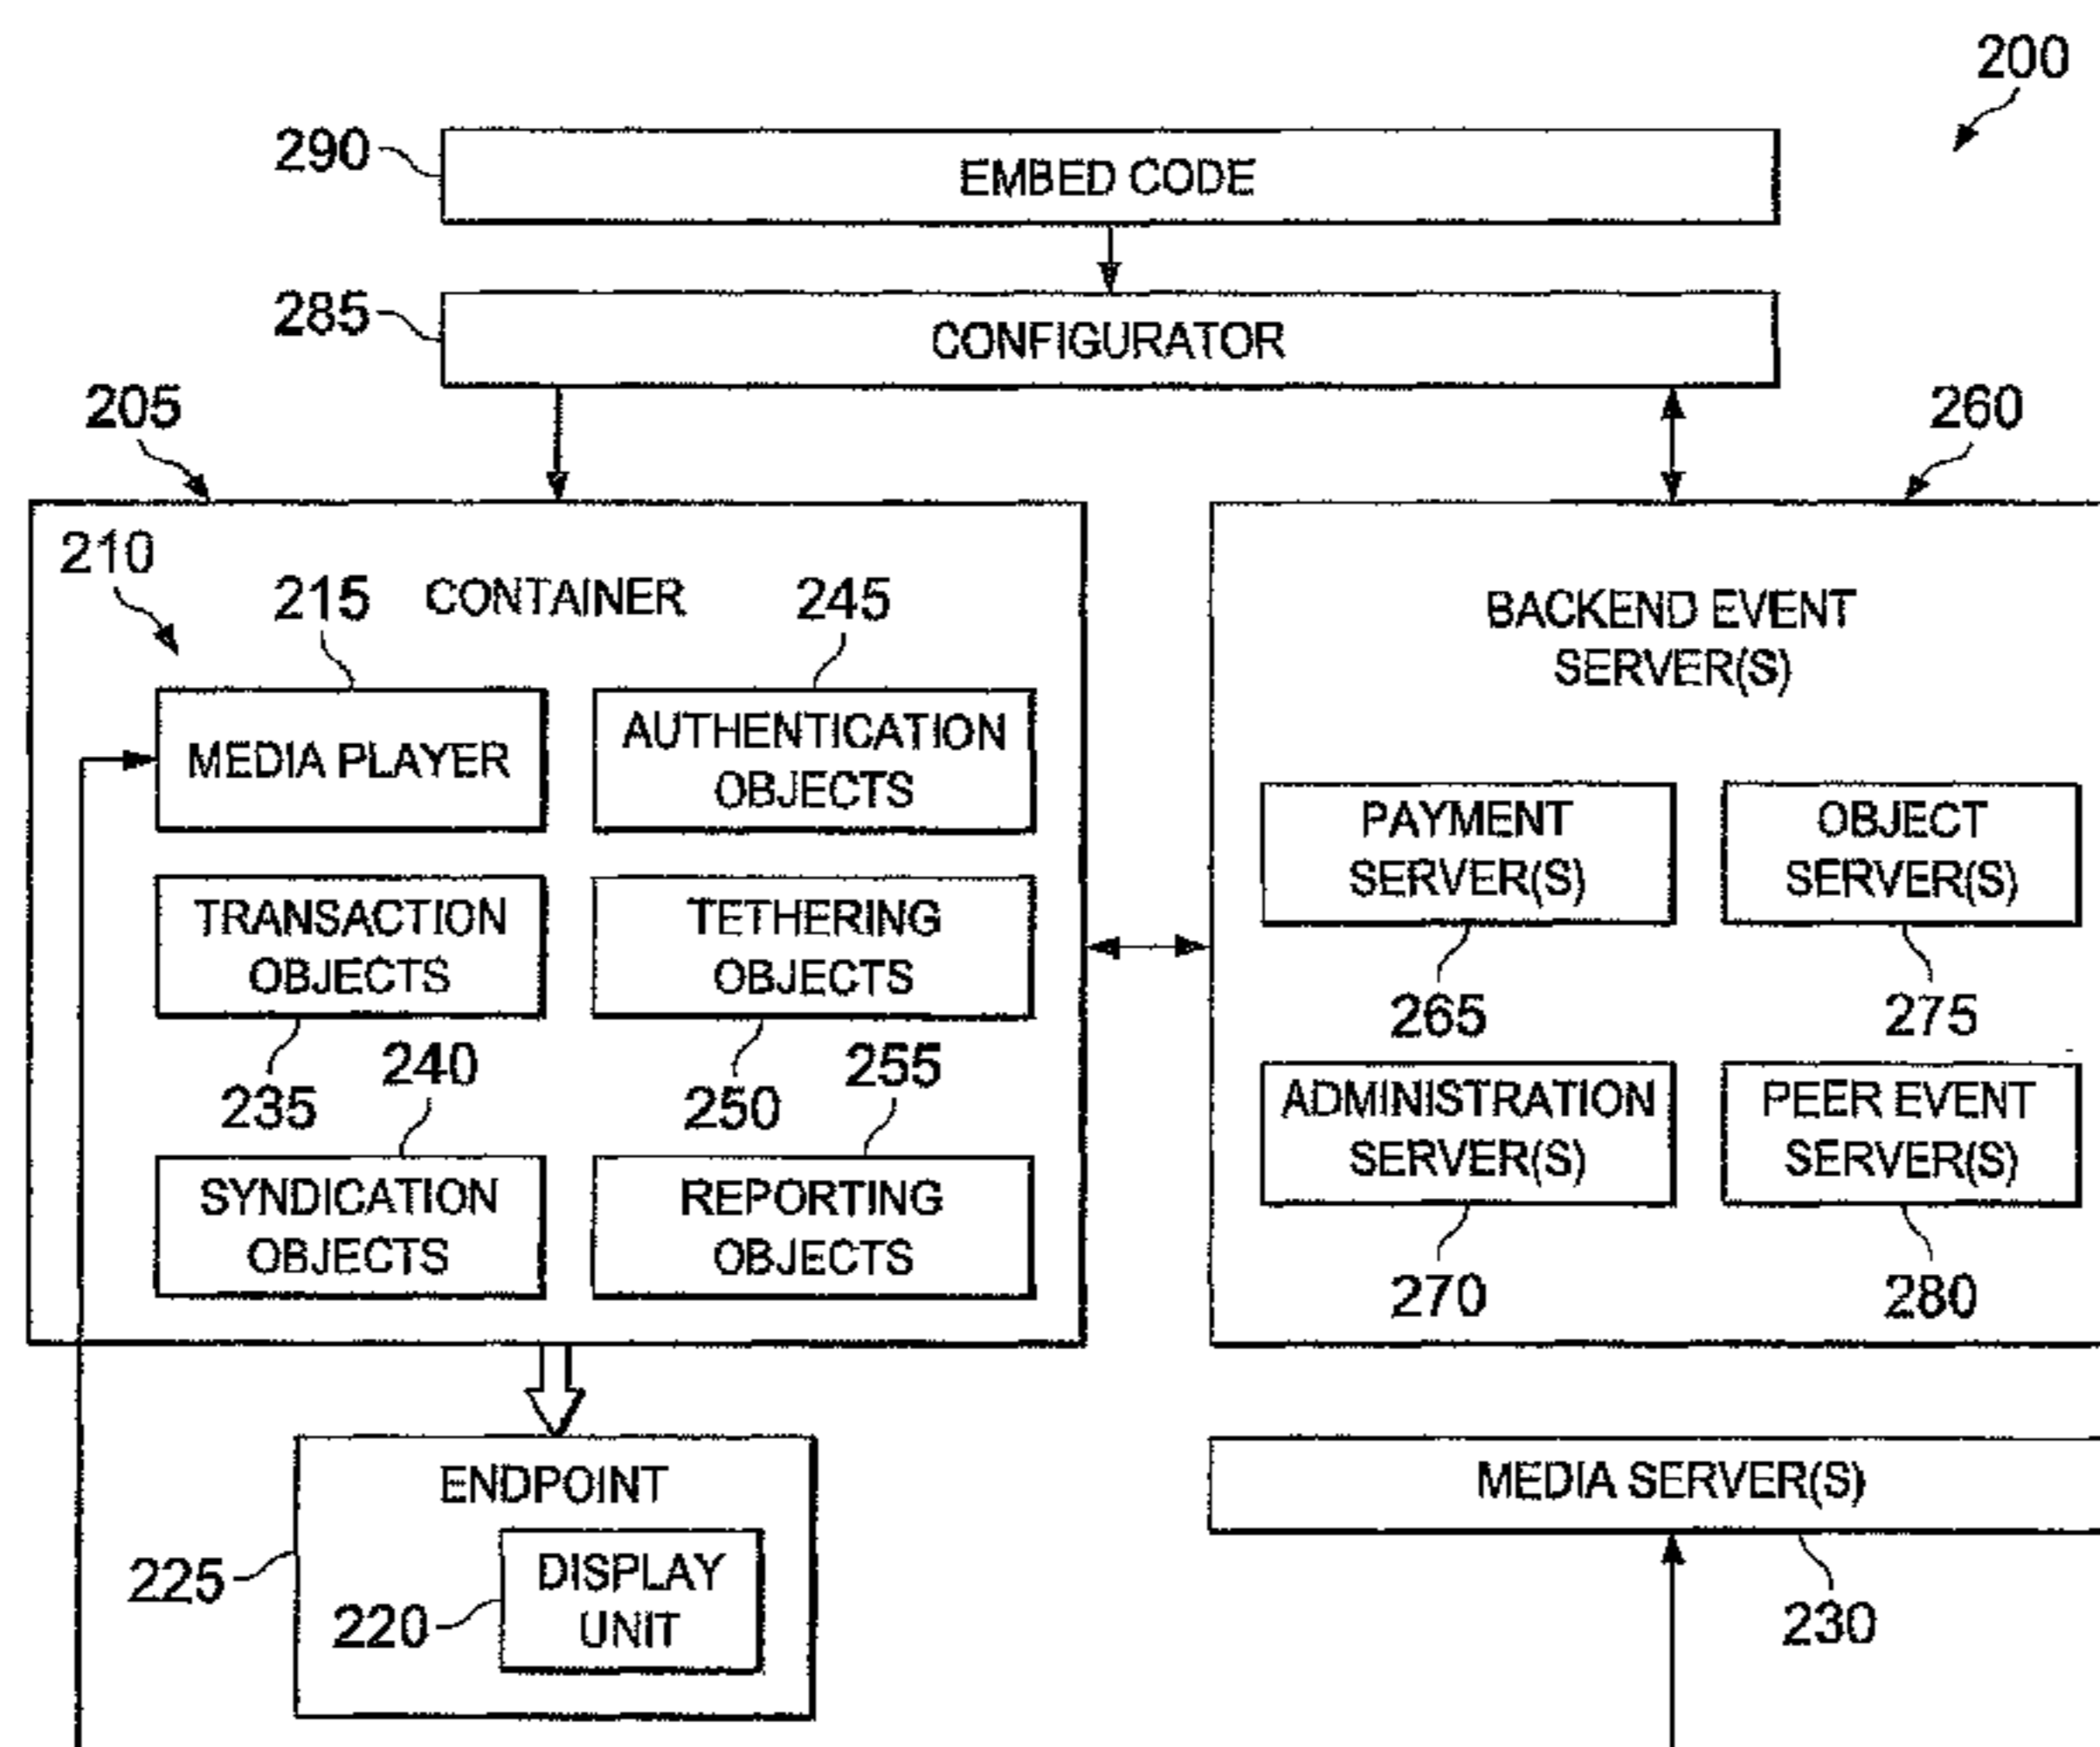 200
290
EMBED CODE
285
CONFIGURATOR
205
260
210
215
CONTAINER
245
BACKEND EVENT
SERVER(S)
MEDIA PLAYER
AUTHENTICATION
OBJECTS
PAYMENT
SERVER(S)
OBJECT
SERVER(S)
TRANSACTION
OBJECTS
TETHERING
OBJECTS
265
275
235
240
250
255
ADMINISTRATION
SERVER(S)
PEER EVENT
SERVER(S)
SYNDICATION
OBJECTS
REPORTING
OBJECTS
270
280
ENDPOINT
MEDIA SERVER(S)
225
220
DISPLAY
UNIT
230